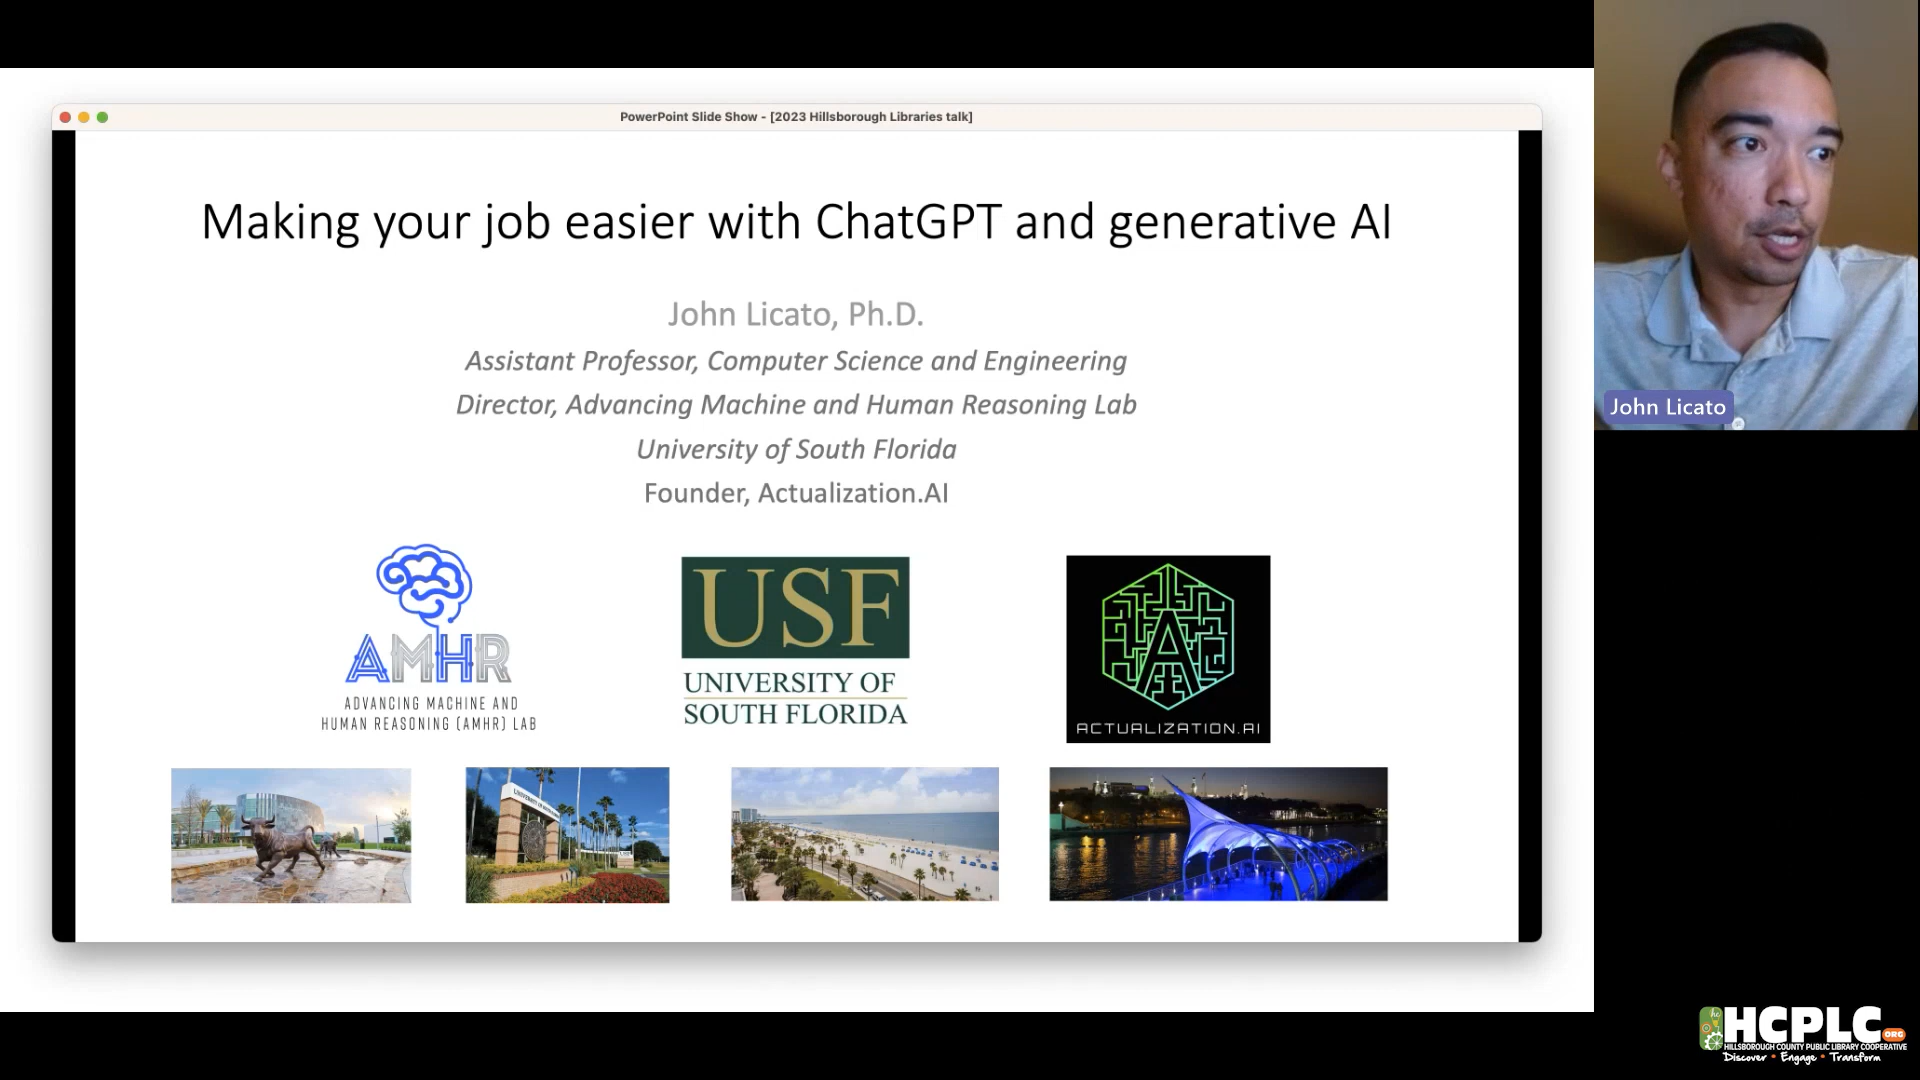 PowerPoint Slide Show - [2023 Hillsborough Libraries talk]
Making your job easier with ChatGPT and generative AI
John Licato, Ph.D.
Assistant Professor, Computer Science and Engineering
Director, Advancing Machine and Human Reasoning Lab
University of South Florida
Founder, Actualization.AI
AMHR
ADVANCING MACHINE AND
HUMAN REASONING (AMHR) LAB
USF
UNIVERSITY OF
SOUTH FLORIDA
A
ACTUALIZATION.AI
John Licato
HCPLC.ORG
HILLSBOROUGH COUNTY PUBLIC LIBRARY COOPERATIVE
Discover • Engage • Transform